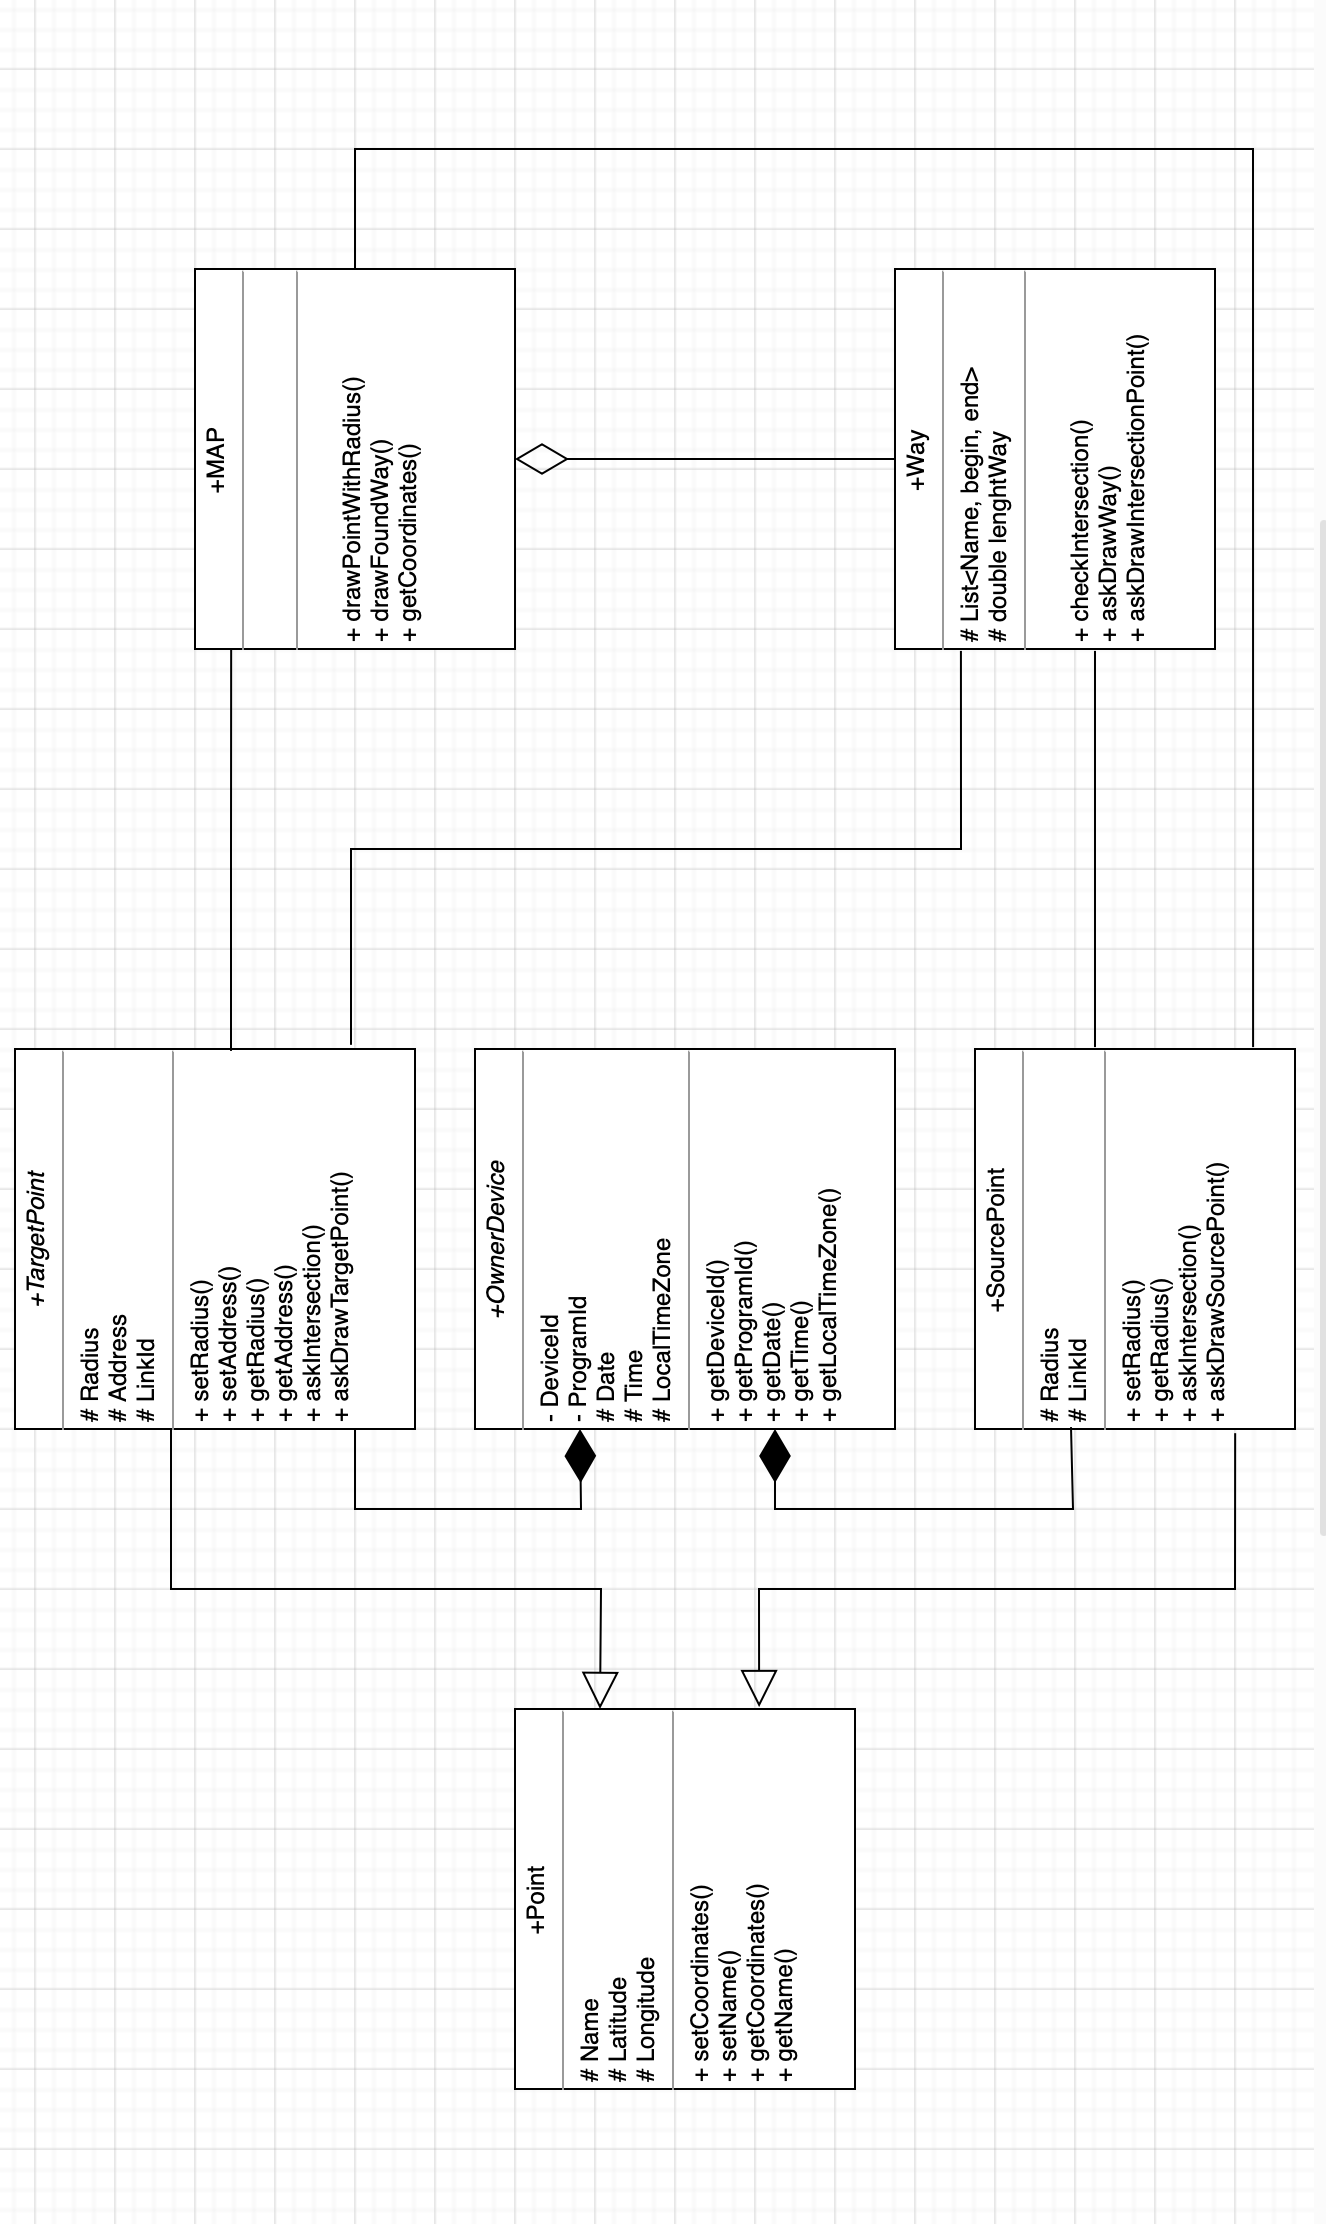 +Point
# Name
# Latitude
# Longitude
+ setCoordinates()
+ setName()
+ getCoordinates()
+ getName()
+TargetPoint
# Radius
# Address
# LinkId
+ setRadius()
+ setAddress()
+ getRadius()
+ getAddress()
+ askIntersection()
+ askDrawTargetPoint()
+OwnerDevice
- DeviceId
- ProgramId
# Date
# Time
# LocalTimeZone
+ getDeviceId()
+ getProgramId()
+ getDate()
+ getTime()
+ getLocalTimeZone()
+SourcePoint
# Radius
# LinkId
+ setRadius()
+ getRadius()
+ askIntersection()
+ askDrawSourcePoint()
+MAP
+ drawPointWithRadius()
+ drawFoundWay()
+ getCoordinates()
+Way
# List<Name, begin, end>
# double lenghtWay
+ checkIntersection()
+ askDrawWay()
+ askDrawIntersectionPoint()